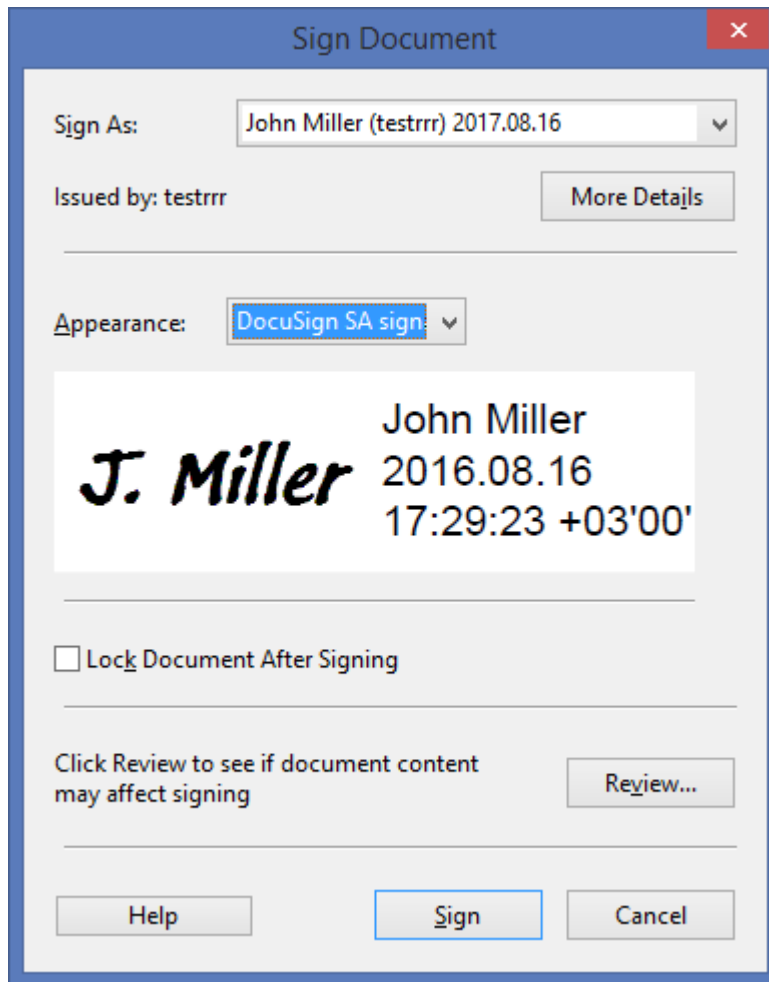 Sign Document
Sign As:
John Miller (testrrr) 2017.08.16
Issued by: testrrr
More Details
Appearance:
DocuSign SA sign
J. Miller
John Miller
2016.08.16
17:29:23 +03'00'
Lock Document After Signing
Click Review to see if document content
may affect signing
Review...
Help
Sign
Cancel